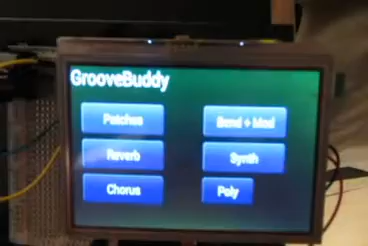 GrooveBuddy
Patches
Bend + Mod
Reverb
Synth
Chorus
Poly